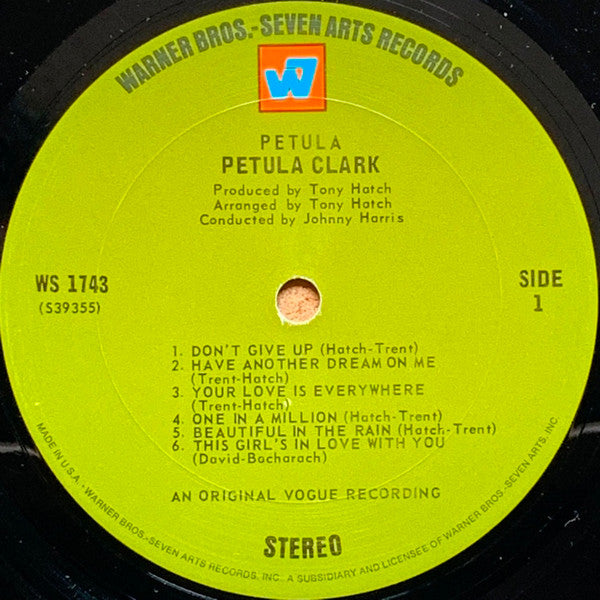 WARNER BROS.-SEVEN ARTS RECORDS
W7
PETULA
PETULA CLARK
Produced by Tony Hatch
Arranged by Tony Hatch
Conducted by Johnny Harris
WS 1743
(S39355)
SIDE
1
1. DON'T GIVE UP (Hatch-Trent)
2. HAVE ANOTHER DREAM ON ME
(Trent-Hatch)
3. YOUR LOVE IS EVERYWHERE
(Trent-Hatch)
4. ONE IN A MILLION (Hatch-Trent)
5. BEAUTIFUL IN THE RAIN (Hatch-Trent)
6. THIS GIRL'S IN LOVE WITH YOU
(David-Bacharach)
AN ORIGINAL VOGUE RECORDING
STEREO
MADE IN U.S.A. -WARNER BROS.-SEVEN ARTS RECORDS, INC., A SUBSIDIARY AND LICENSEE OF WARNER BROS.-SEVEN ARTS, INC.